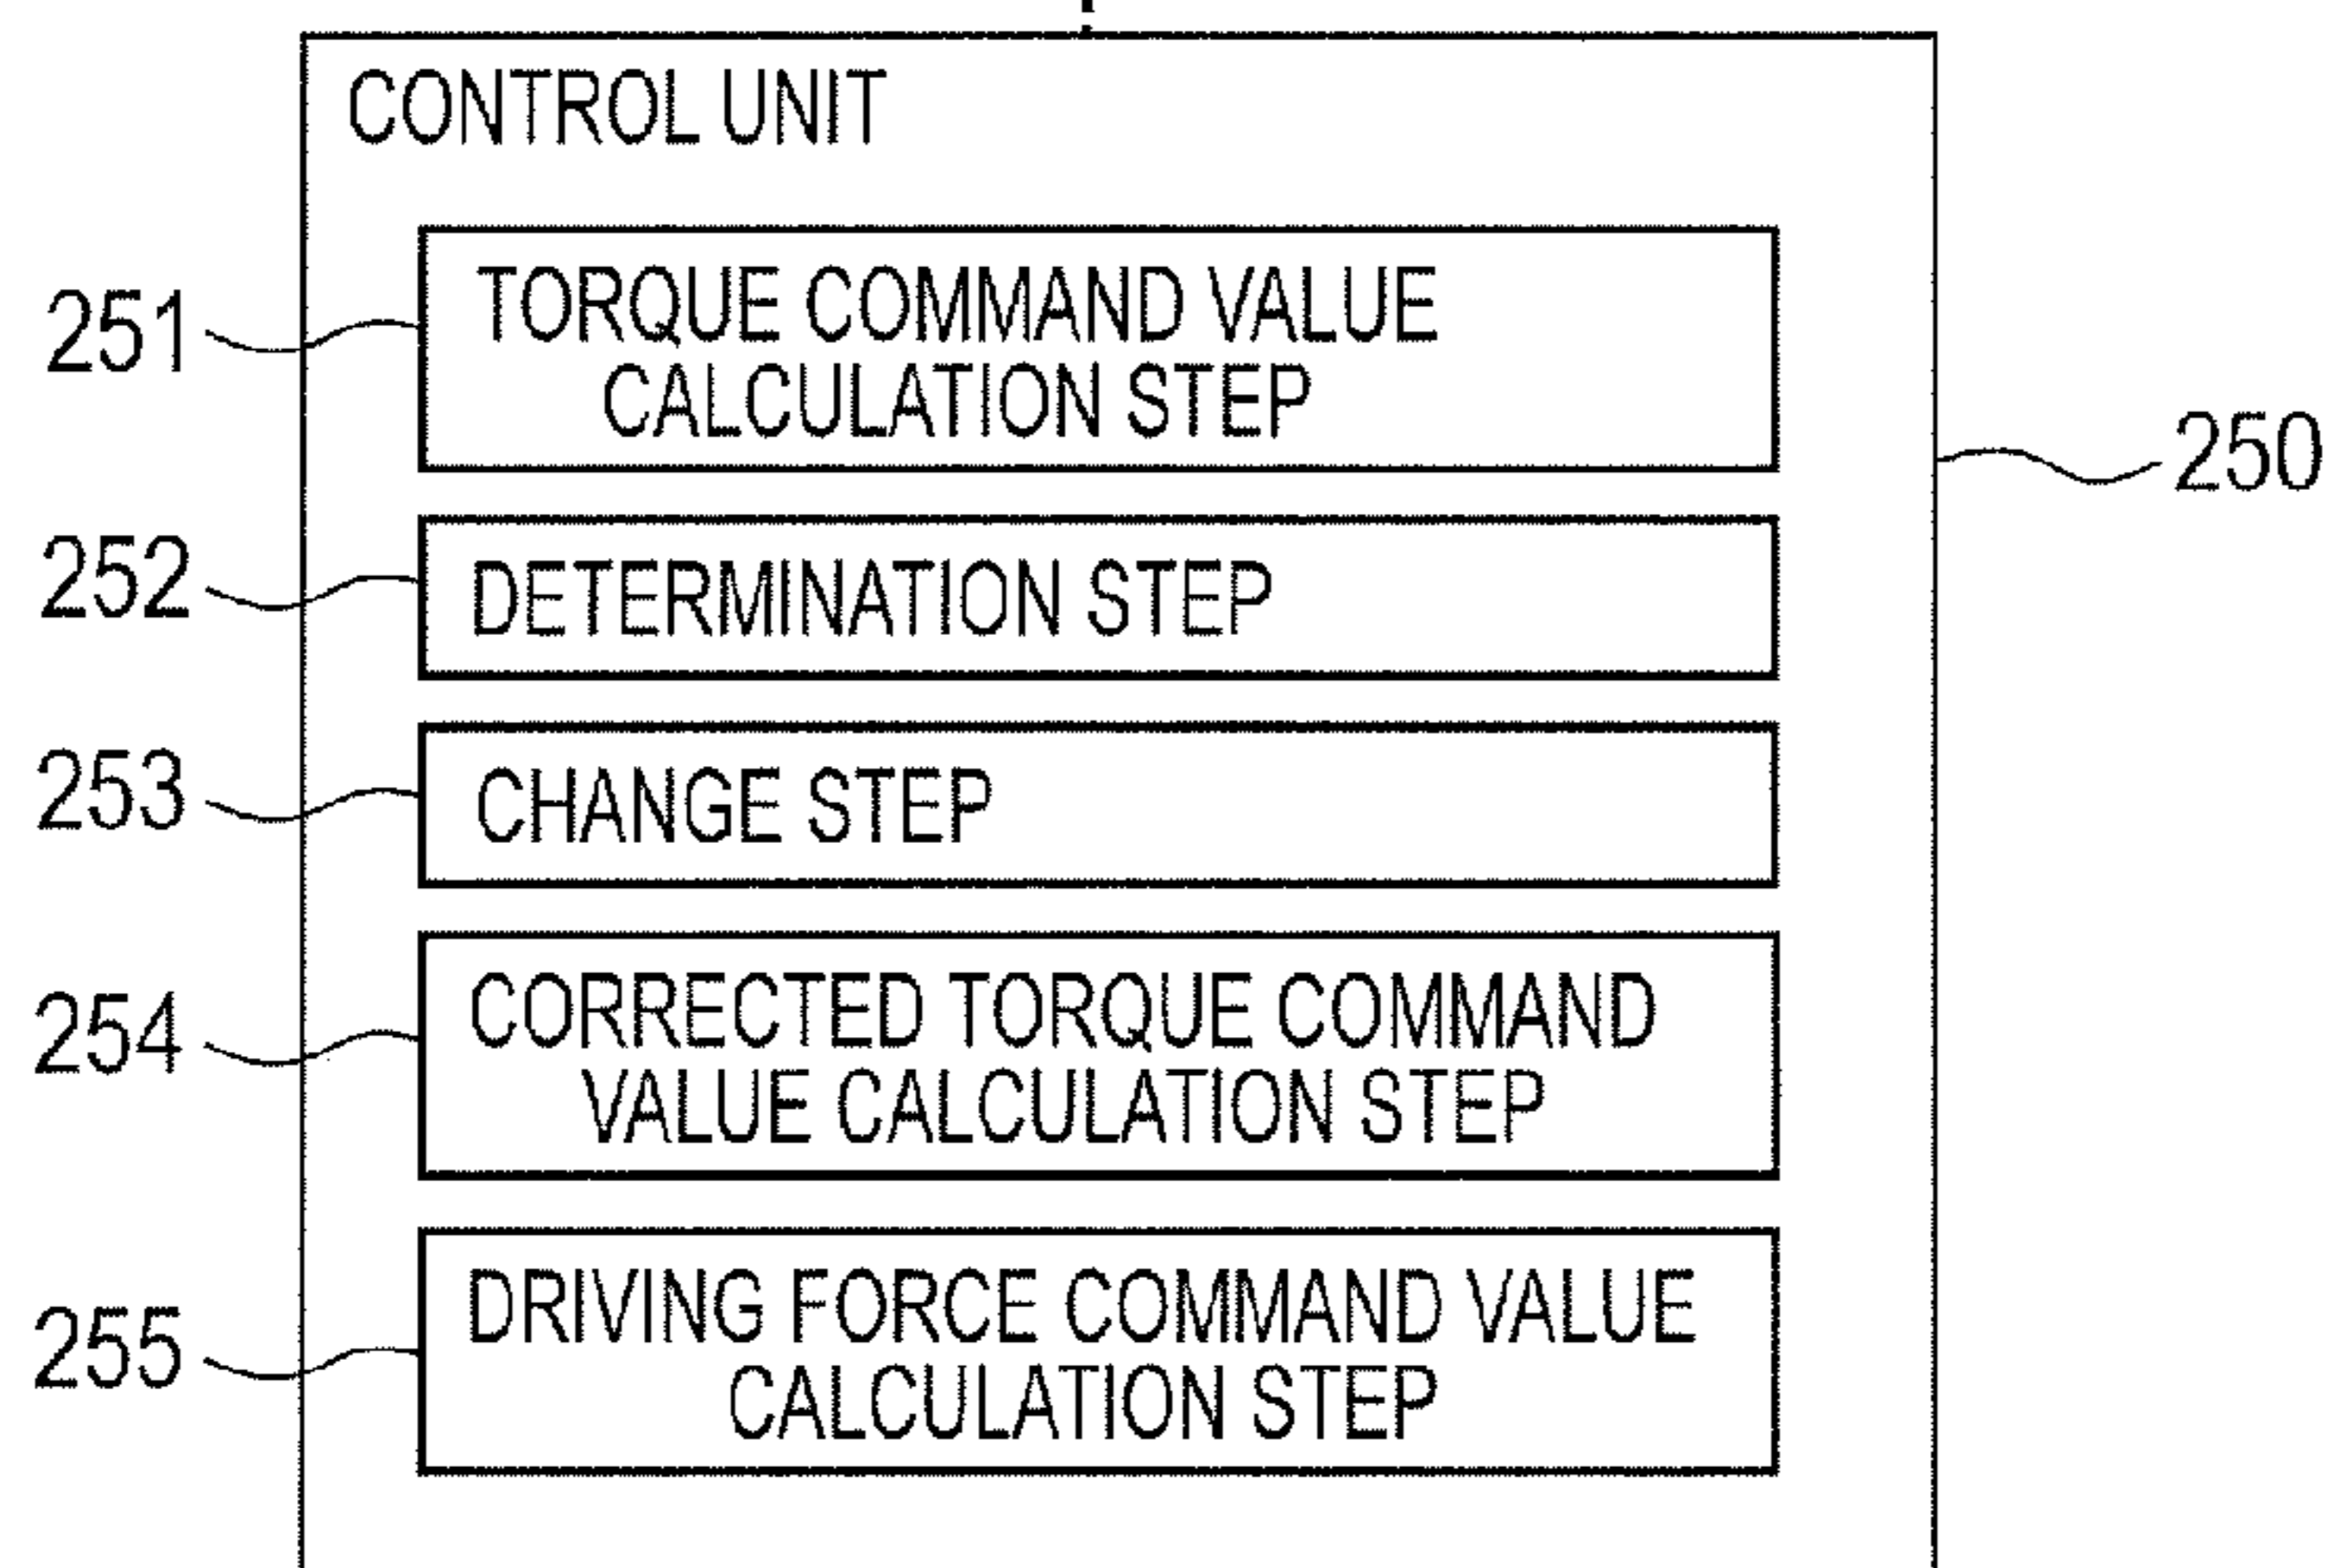 CONTROL UNIT
251
TORQUE COMMAND VALUE
CALCULATION STEP
250
252
DETERMINATION STEP
253
CHANGE STEP
254
CORRECTED TORQUE COMMAND
VALUE CALCULATION STEP
255
DRIVING FORCE COMMAND VALUE
CALCULATION STEP